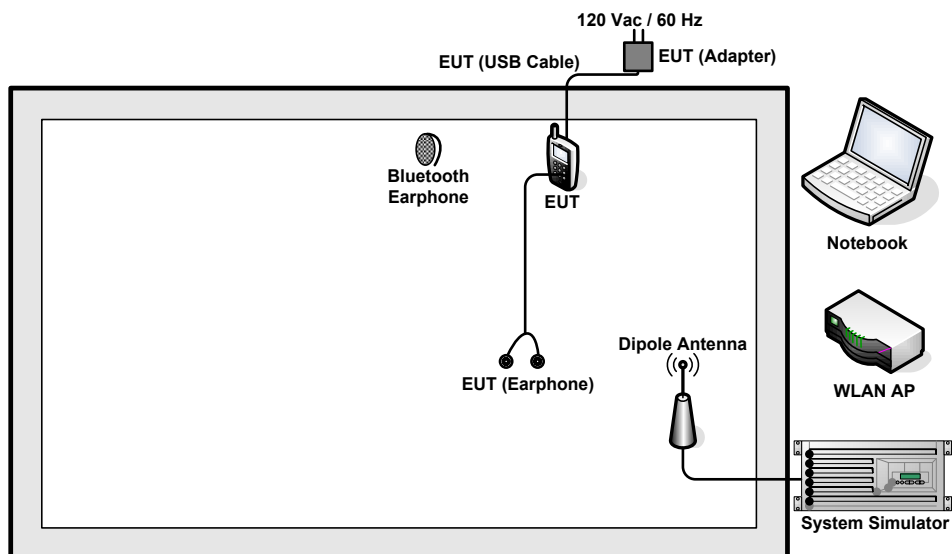 120 Vac / 60 Hz
EUT (USB Cable)
EUT (Adapter)
Bluetooth
Earphone
EUT
Notebook
Dipole Antenna
EUT (Earphone)
WLAN AP
System Simulator